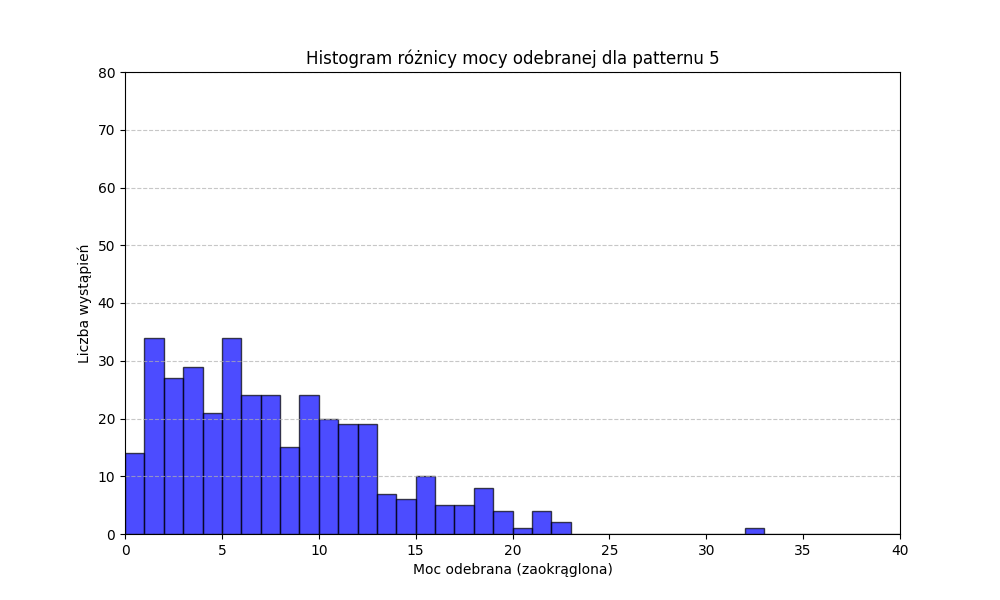 Histogram różnicy mocy odebranej dla patternu 5
80
70
60
50
40
30
20
10
0
Liczba wystąpień
0 5 10 15 20 25 30 35 40
Moc odebrana (zaokrąglona)